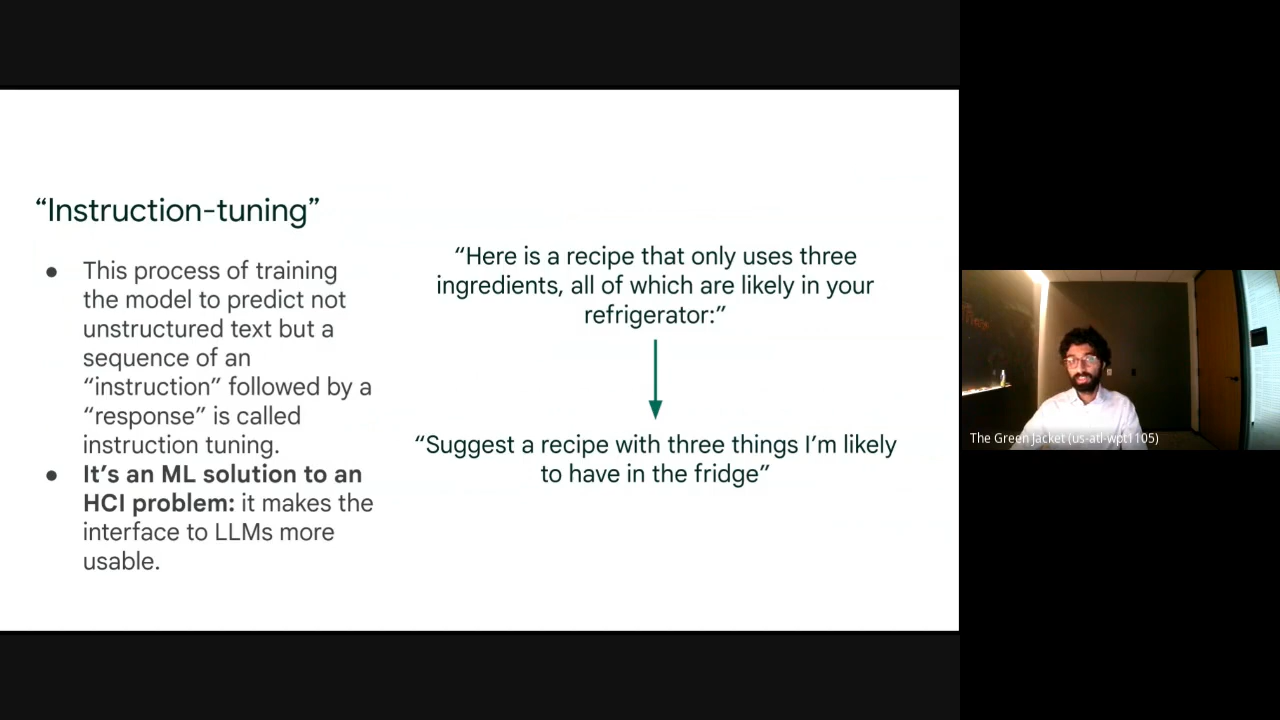 “Instruction-tuning”
● This process of training
the model to predict not
unstructured text but a
sequence of an
“instruction” followed by a
“response” is called
instruction tuning.
● It’s an ML solution to an
HCI problem: it makes the
interface to LLMs more
usable.
“Here is a recipe that only uses three
ingredients, all of which are likely in your
refrigerator:”
“Suggest a recipe with three things I’m likely
to have in the fridge”
The Green Jacket (us-atl-wpt1105)